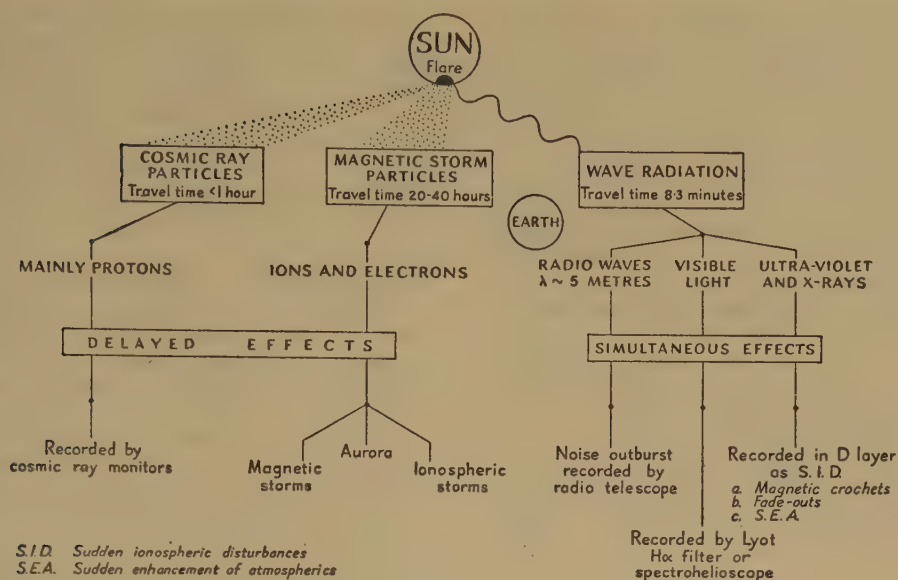 SUN
Flare
COSMIC RAY
PARTICLES
Travel time <1 hour
MAGNETIC STORM
PARTICLES
Travel time 20-40 hours
WAVE RADIATION
Travel time 8·3 minutes
EARTH
MAINLY PROTONS
IONS AND ELECTRONS
RADIO WAVES
λ ~ 5 METRES
VISIBLE
LIGHT
ULTRA-VIOLET
AND X-RAYS
DELAYED EFFECTS
SIMULTANEOUS EFFECTS
Recorded by
cosmic ray monitors
Magnetic
storms
Aurora
Ionospheric
storms
Noise outburst
recorded by
radio telescope
Recorded in D layer
as S.I.D.
a. Magnetic crochets
b. Fade-outs
c. S.E.A.
Recorded by Lyot
Hα filter or
spectrohelioscope
S.I.D. Sudden ionospheric disturbances
S.E.A. Sudden enhancement of atmospherics